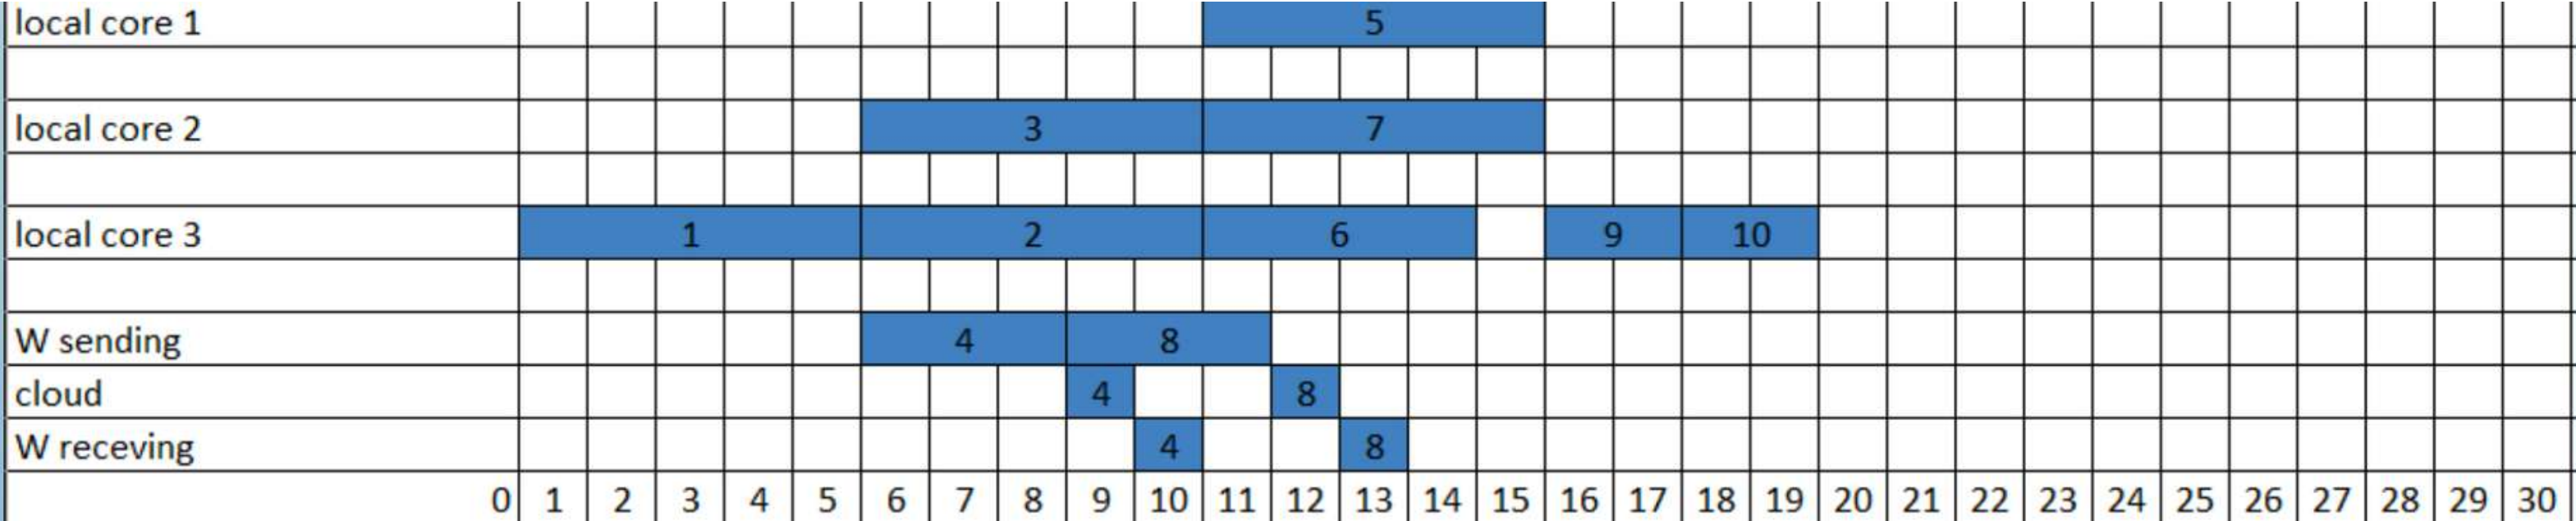 local core 1 5
local core 2 3 7
local core 3 1 2 6 9 10
W sending 4 8
cloud 4 8
W receving 4 8
0 1 2 3 4 5 6 7 8 9 10 11 12 13 14 15 16 17 18 19 20 21 22 23 24 25 26 27 28 29 30